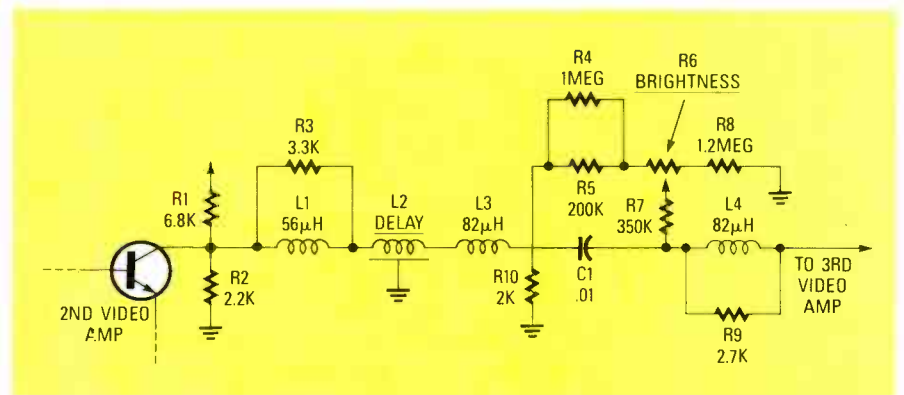 R4
1MEG
R6
BRIGHTNESS
R3
3.3K
R8
1.2MEG
R1
6.8K
L1
56µH
L2
DELAY
L3
82µH
R5
200K
R7
350K
L4
82µH
R2
2.2K
R10
2K
C1
.01
TO 3RD
VIDEO
AMP
2ND VIDEO
AMP
R9
2.7K